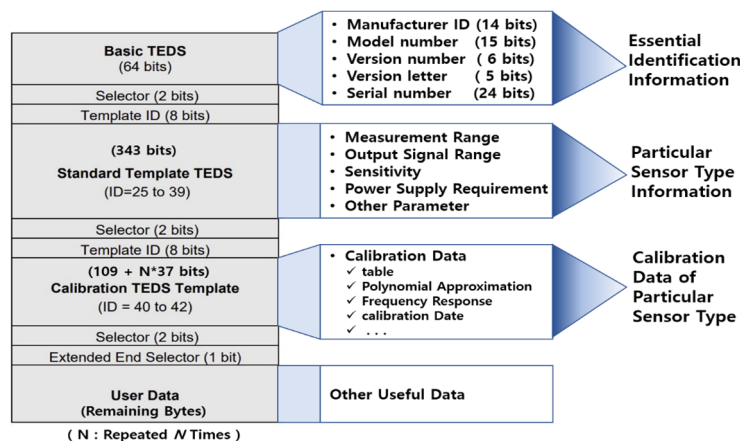 Basic TEDS
(64 bits)
Selector (2 bits)
Template ID (8 bits)
(343 bits)
Standard Template TEDS
(ID=25 to 39)
Selector (2 bits)
Template ID (8 bits)
(109 + N*37 bits)
Calibration TEDS Template
(ID = 40 to 42)
Selector (2 bits)
Extended End Selector (1 bit)
User Data
(Remaining Bytes)
( N : Repeated N Times )
• Manufacturer ID (14 bits)
• Model number (15 bits)
• Version number ( 6 bits)
• Version letter ( 5 bits)
• Serial number (24 bits)
• Measurement Range
• Output Signal Range
• Sensitivity
• Power Supply Requirement
• Other Parameter
• Calibration Data
✓ table
✓ Polynomial Approximation
✓ Frequency Response
✓ calibration Date
✓ . . .
Other Useful Data
Essential
Identification
Information
Particular
Sensor Type
Information
Calibration
Data of
Particular
Sensor Type